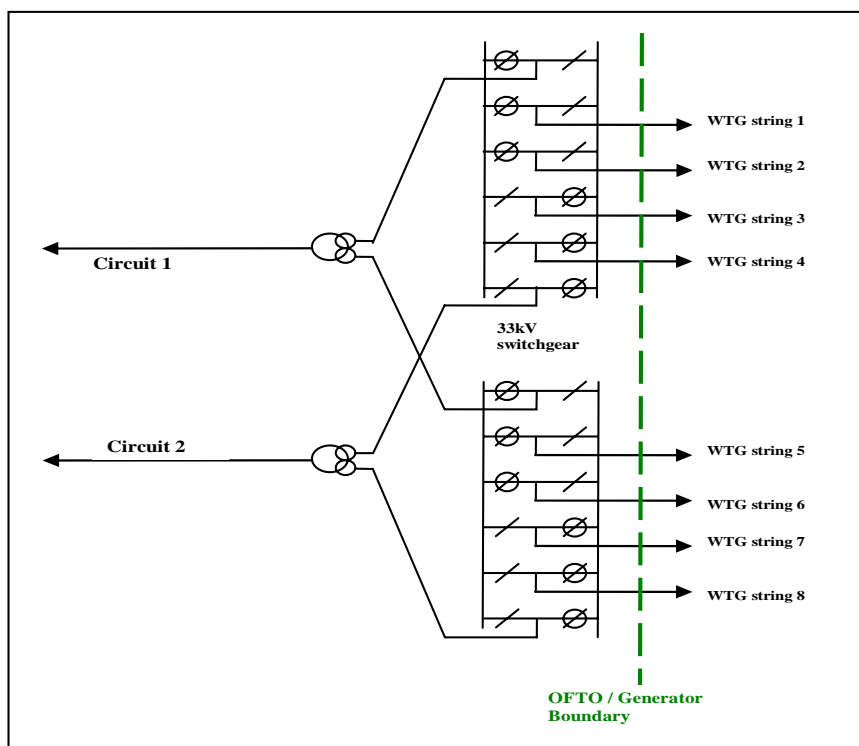 WTG string 1
WTG string 2
WTG string 3
Circuit 1
WTG string 4
33kV
switchgear
Circuit 2
WTG string 5
WTG string 6
WTG string 7
WTG string 8
OFTO / Generator
Boundary